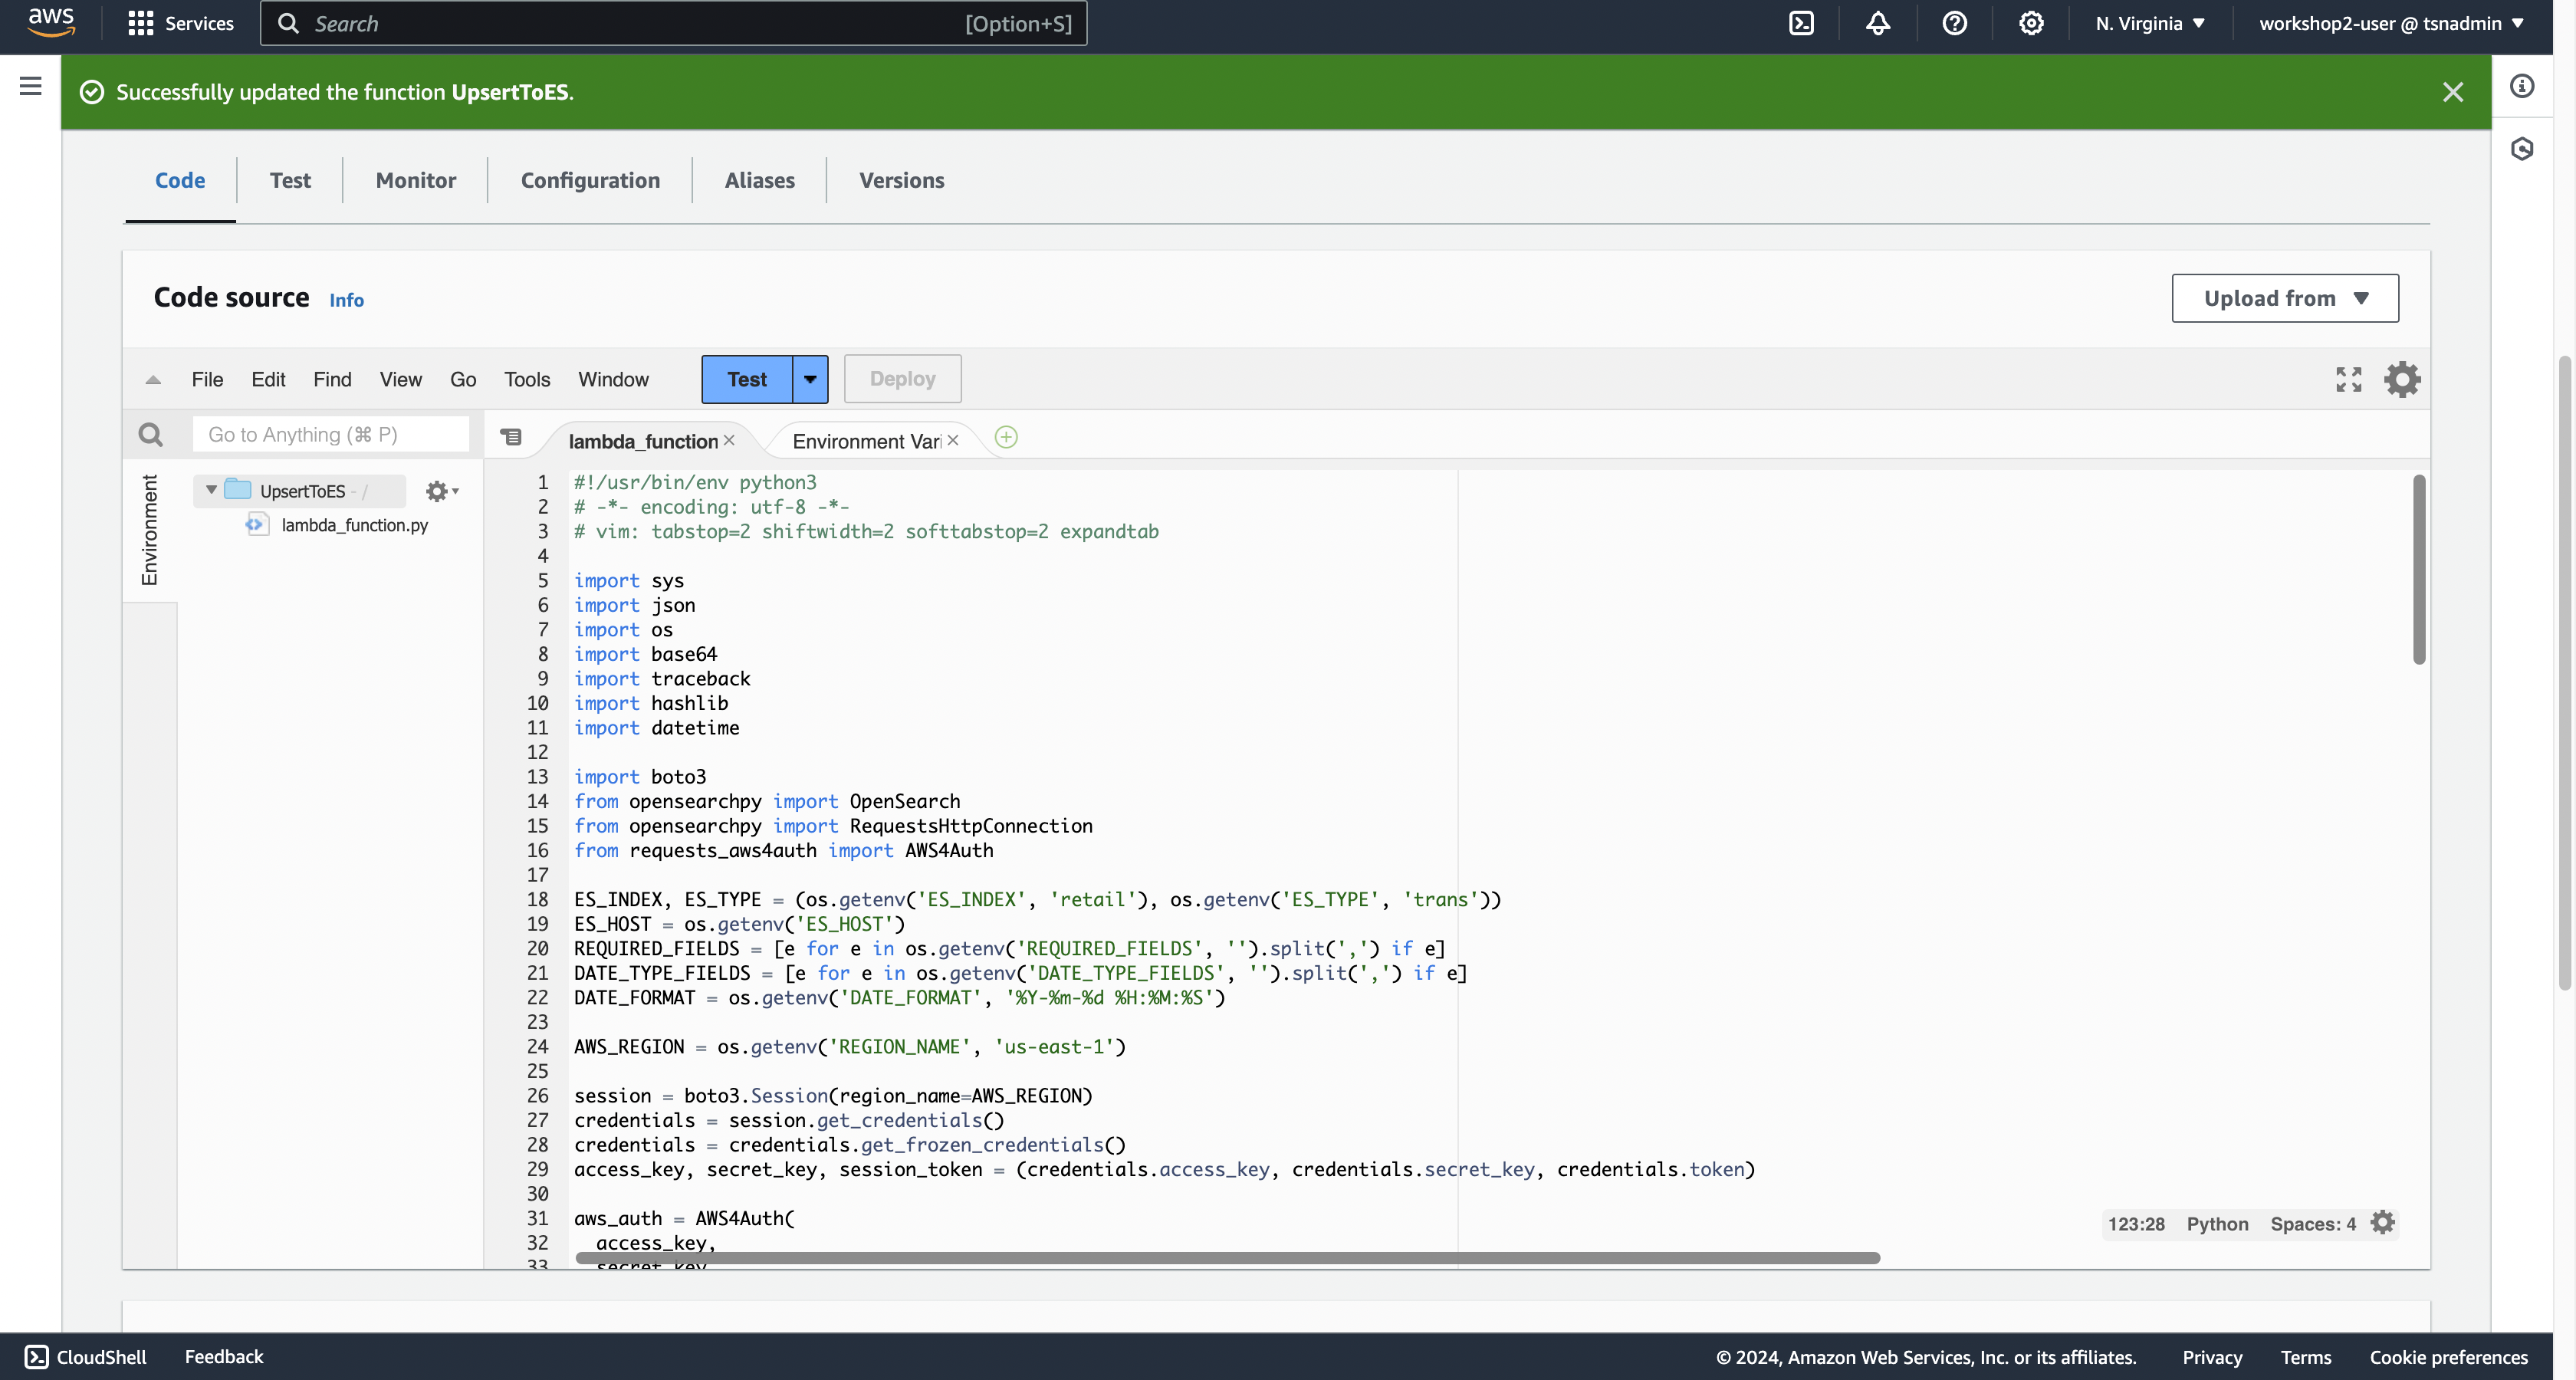 aws
Services
Search
[Option+S]
N. Virginia
workshop2-user @ tsnadmin
Successfully updated the function UpsertToES.
Code
Test
Monitor
Configuration
Aliases
Versions
Code source
Info
Upload from
File
Edit
Find
View
Go
Tools
Window
Test
Deploy
Go to Anything (⌘ P)
lambda_function
Environment Vari
Environment
UpsertToES - /
lambda_function.py
1 #!/usr/bin/env python3
2 # -*- encoding: utf-8 -*-
3 # vim: tabstop=2 shiftwidth=2 softtabstop=2 expandtab
4
5 import sys
6 import json
7 import os
8 import base64
9 import traceback
10 import hashlib
11 import datetime
12
13 import boto3
14 from opensearchpy import OpenSearch
15 from opensearchpy import RequestsHttpConnection
16 from requests_aws4auth import AWS4Auth
17
18 ES_INDEX, ES_TYPE = (os.getenv('ES_INDEX', 'retail'), os.getenv('ES_TYPE', 'trans'))
19 ES_HOST = os.getenv('ES_HOST')
20 REQUIRED_FIELDS = [e for e in os.getenv('REQUIRED_FIELDS', '').split(',') if e]
21 DATE_TYPE_FIELDS = [e for e in os.getenv('DATE_TYPE_FIELDS', '').split(',') if e]
22 DATE_FORMAT = os.getenv('DATE_FORMAT', '%Y-%m-%d %H:%M:%S')
23
24 AWS_REGION = os.getenv('REGION_NAME', 'us-east-1')
25
26 session = boto3.Session(region_name=AWS_REGION)
27 credentials = session.get_credentials()
28 credentials = credentials.get_frozen_credentials()
29 access_key, secret_key, session_token = (credentials.access_key, credentials.secret_key, credentials.token)
30
31 aws_auth = AWS4Auth(
32 access_key,
33 secret_key
123:28
Python
Spaces: 4
CloudShell
Feedback
© 2024, Amazon Web Services, Inc. or its affiliates.
Privacy
Terms
Cookie preferences